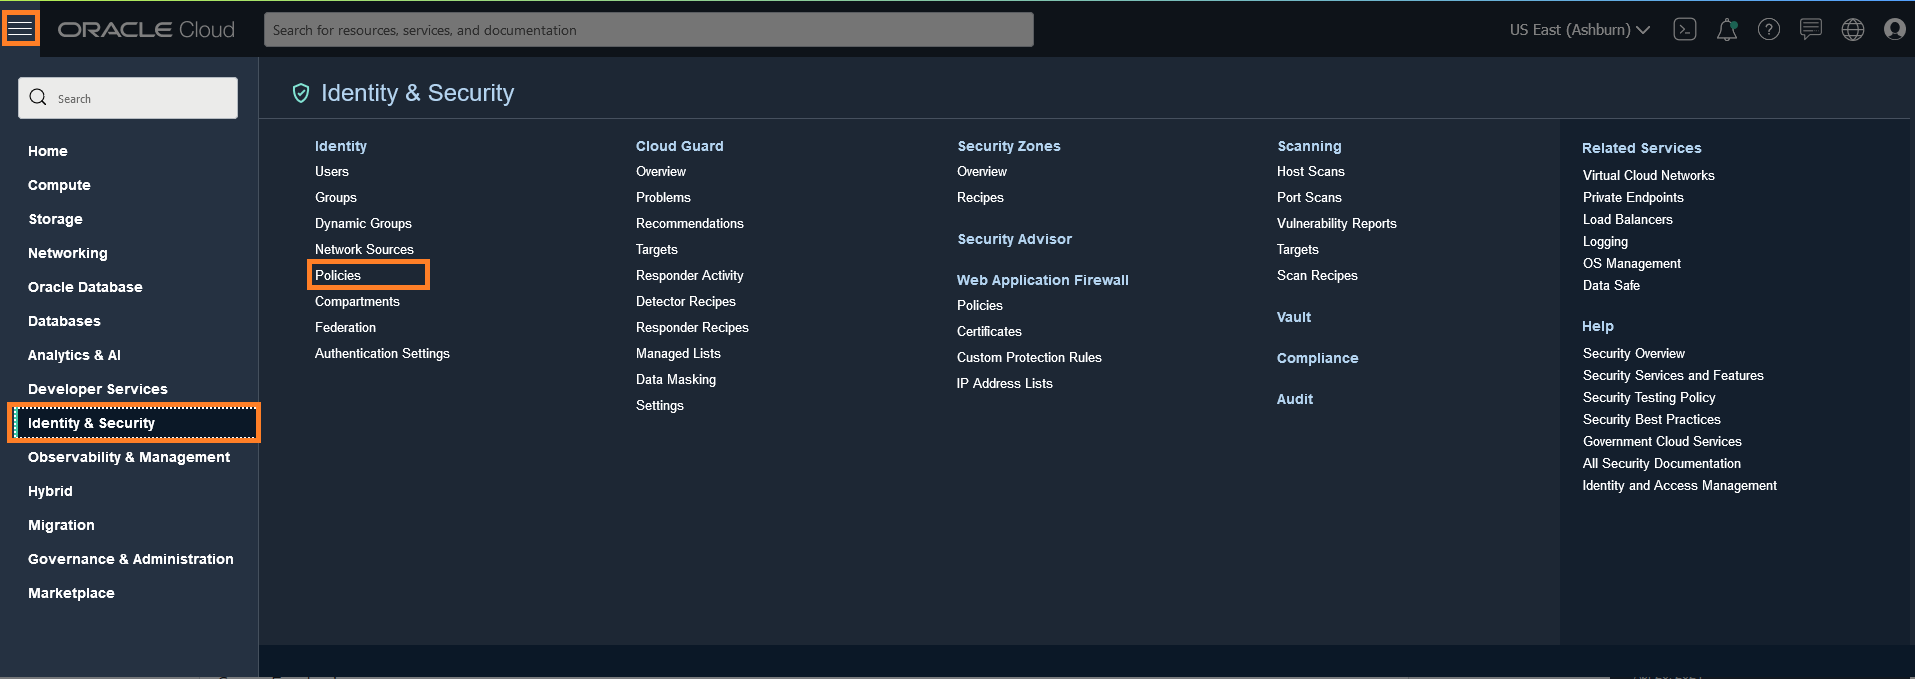 ORACLE Cloud
Search for resources, services, and documentation
US East (Ashburn)
Search
Home
Compute
Storage
Networking
Oracle Database
Databases
Analytics & AI
Developer Services
Identity & Security
Observability & Management
Hybrid
Migration
Governance & Administration
Marketplace
Identity & Security
Identity
Users
Groups
Dynamic Groups
Network Sources
Policies
Compartments
Federation
Authentication Settings
Cloud Guard
Overview
Problems
Recommendations
Targets
Responder Activity
Detector Recipes
Responder Recipes
Managed Lists
Data Masking
Settings
Security Zones
Overview
Recipes
Security Advisor
Web Application Firewall
Policies
Certificates
Custom Protection Rules
IP Address Lists
Scanning
Host Scans
Port Scans
Vulnerability Reports
Targets
Scan Recipes
Vault
Compliance
Audit
Related Services
Virtual Cloud Networks
Private Endpoints
Load Balancers
Logging
OS Management
Data Safe
Help
Security Overview
Security Services and Features
Security Testing Policy
Security Best Practices
Government Cloud Services
All Security Documentation
Identity and Access Management